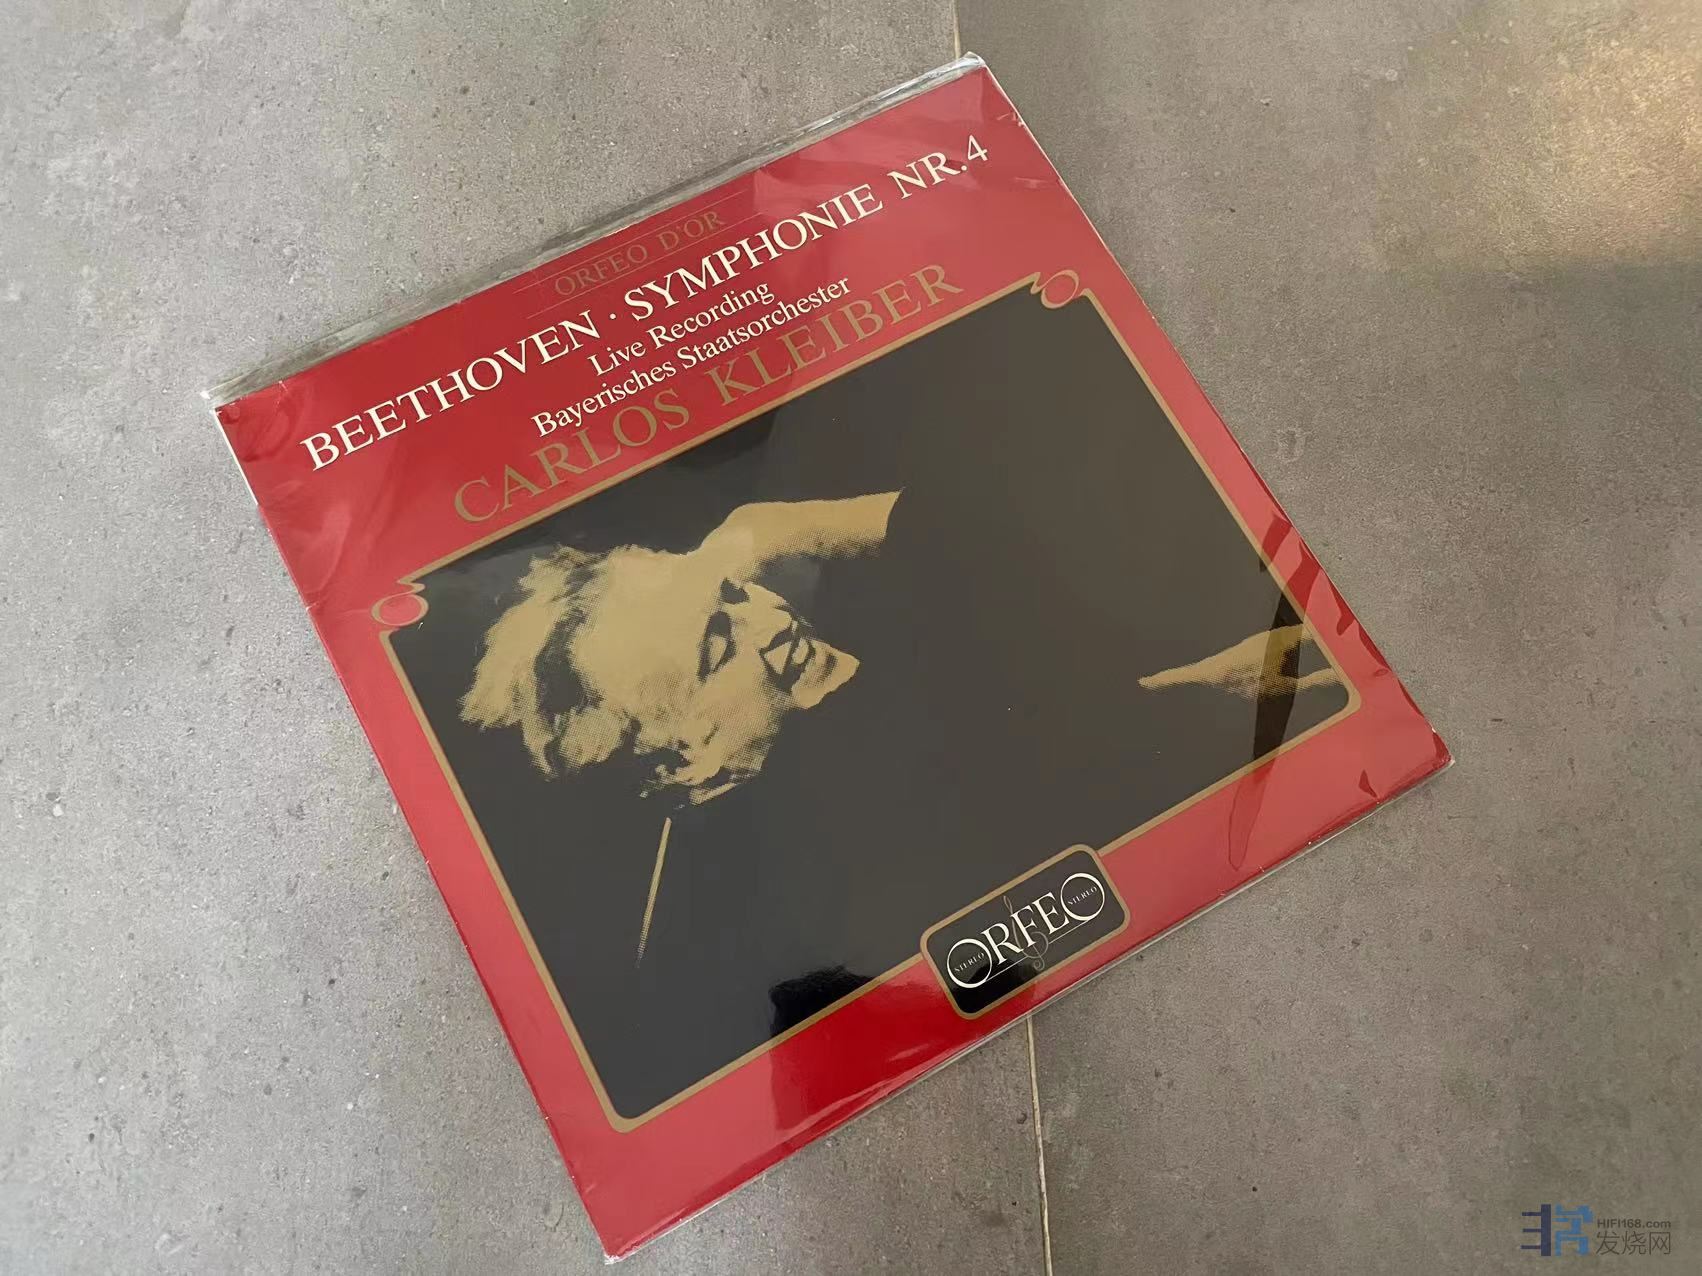 ORFEO D'OR
BEETHOVEN · SYMPHONIE NR.4
Live Recording
Bayerisches Staatsorchester
CARLOS KLEIBER
STEREO ORFEO STEREO
HIFI168.com
发烧网